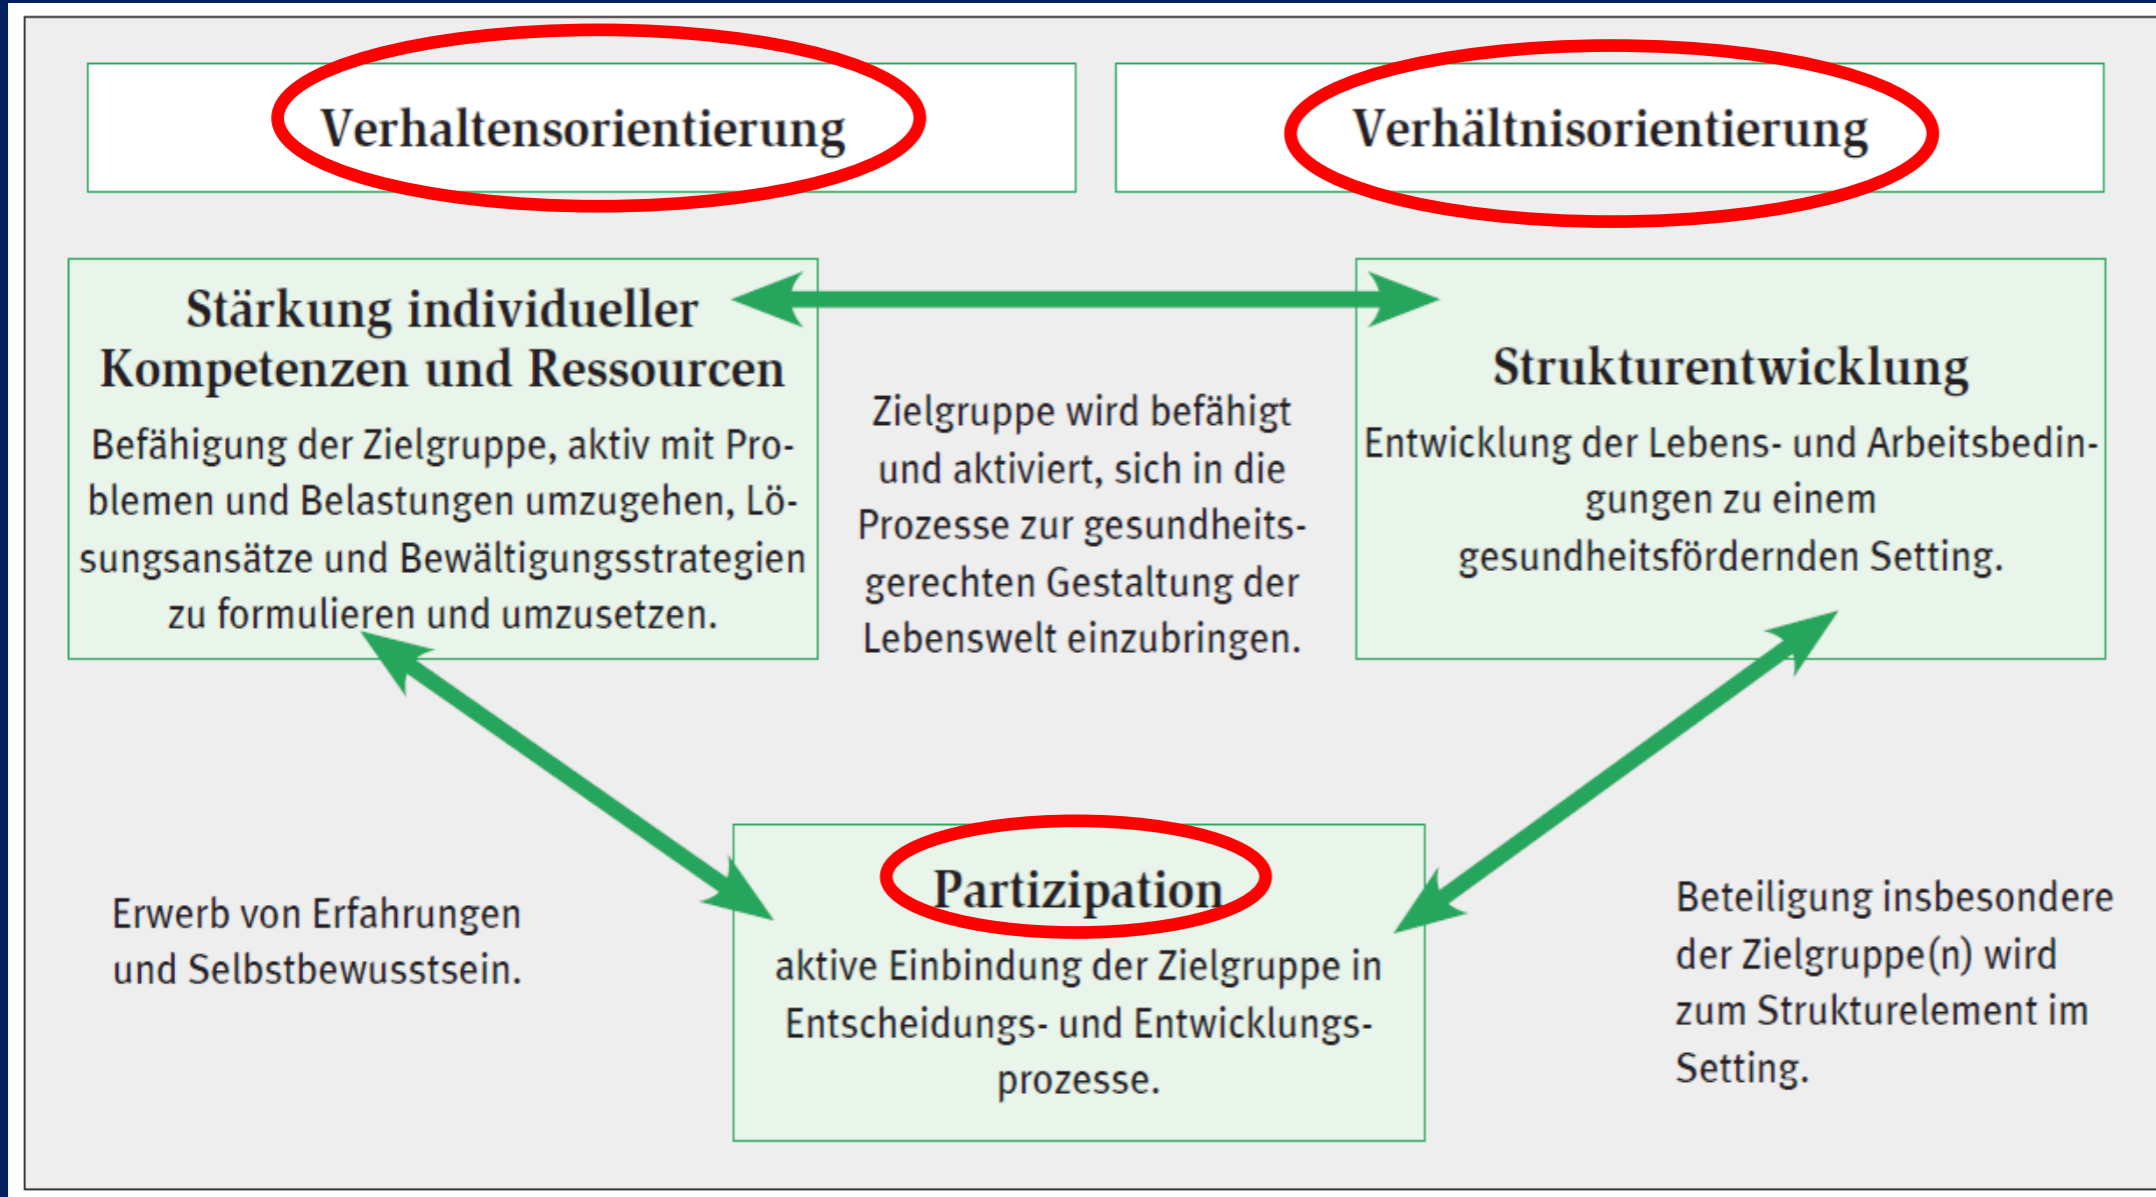 Verhaltensorientierung
Verhältnisorientierung
Stärkung individueller
Kompetenzen und Ressourcen
Befähigung der Zielgruppe, aktiv mit Pro-
blemen und Belastungen umzugehen, Lö-
sungsansätze und Bewältigungsstrategien
zu formulieren und umzusetzen.
Zielgruppe wird befähigt
und aktiviert, sich in die
Prozesse zur gesundheits-
gerechten Gestaltung der
Lebenswelt einzubringen.
Strukturentwicklung
Entwicklung der Lebens- und Arbeitsbedin-
gungen zu einem
gesundheitsfördernden Setting.
Erwerb von Erfahrungen
und Selbstbewusstsein.
Partizipation
aktive Einbindung der Zielgruppe in
Entscheidungs- und Entwicklungs-
prozesse.
Beteiligung insbesondere
der Zielgruppe(n) wird
zum Strukturelement im
Setting.